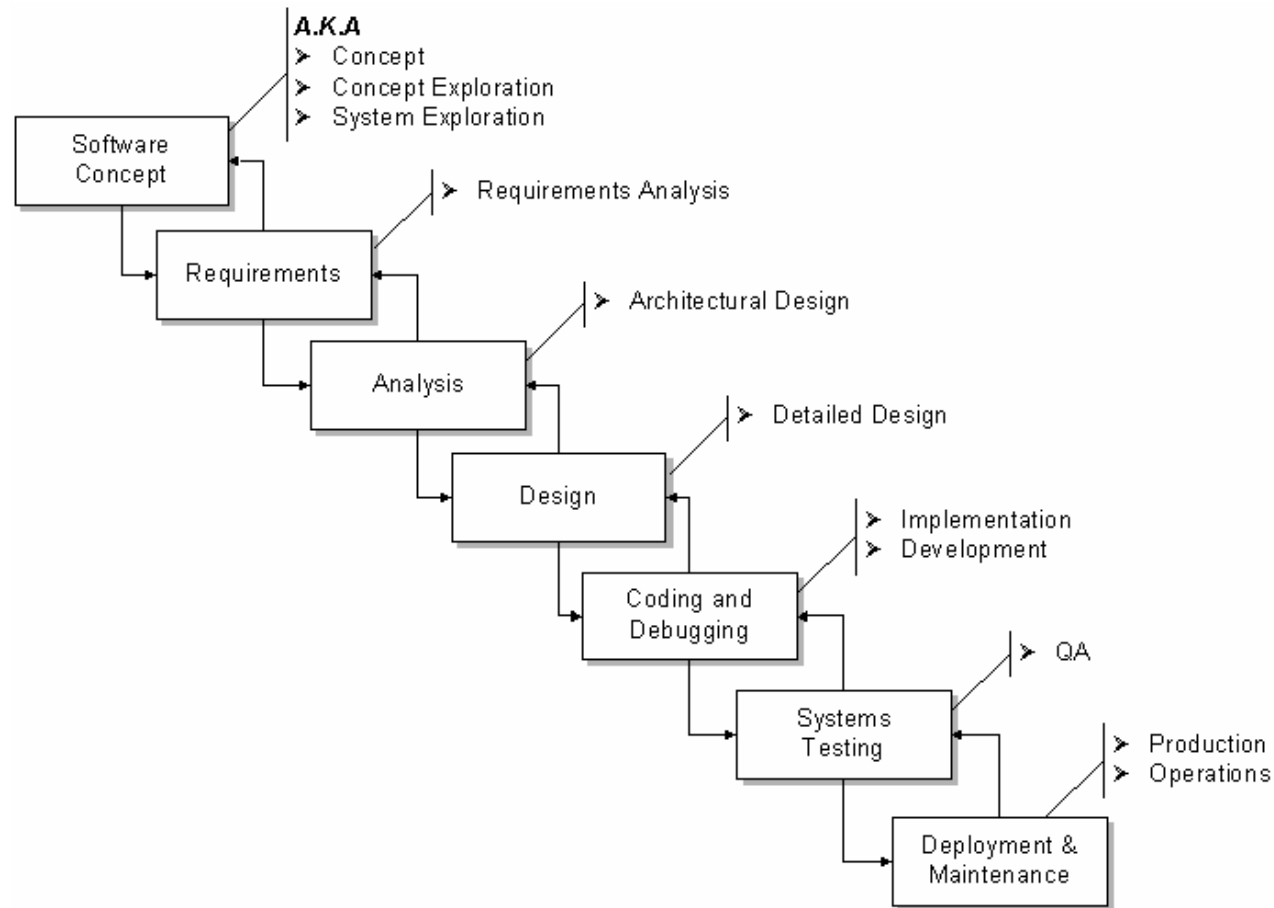 A.K.A
➢ Concept
➢ Concept Exploration
➢ System Exploration
Software
Concept
➢ Requirements Analysis
Requirements
➢ Architectural Design
Analysis
➢ Detailed Design
Design
➢ Implementation
➢ Development
Coding and
Debugging
➢ QA
Systems
Testing
➢ Production
➢ Operations
Deployment &
Maintenance